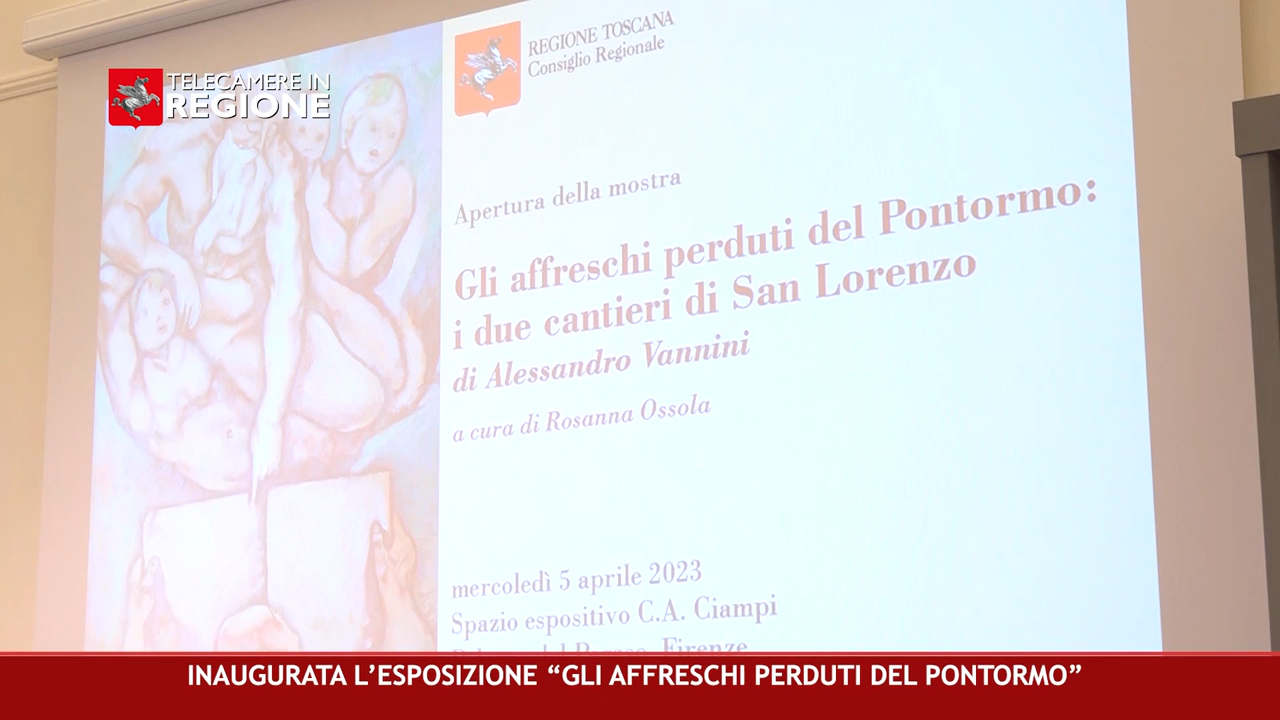 TELECAMERE IN
REGIONE
REGIONE TOSCANA
Consiglio Regionale
Apertura della mostra
Gli affreschi perduti del Pontormo:
i due cantieri di San Lorenzo
di Alessandro Vannini
a cura di Rosanna Ossola
mercoledì 5 aprile 2023
Spazio espositivo C.A. Ciampi
Firenze
INAUGURATA L’ESPOSIZIONE “GLI AFFRESCHI PERDUTI DEL PONTORMO”